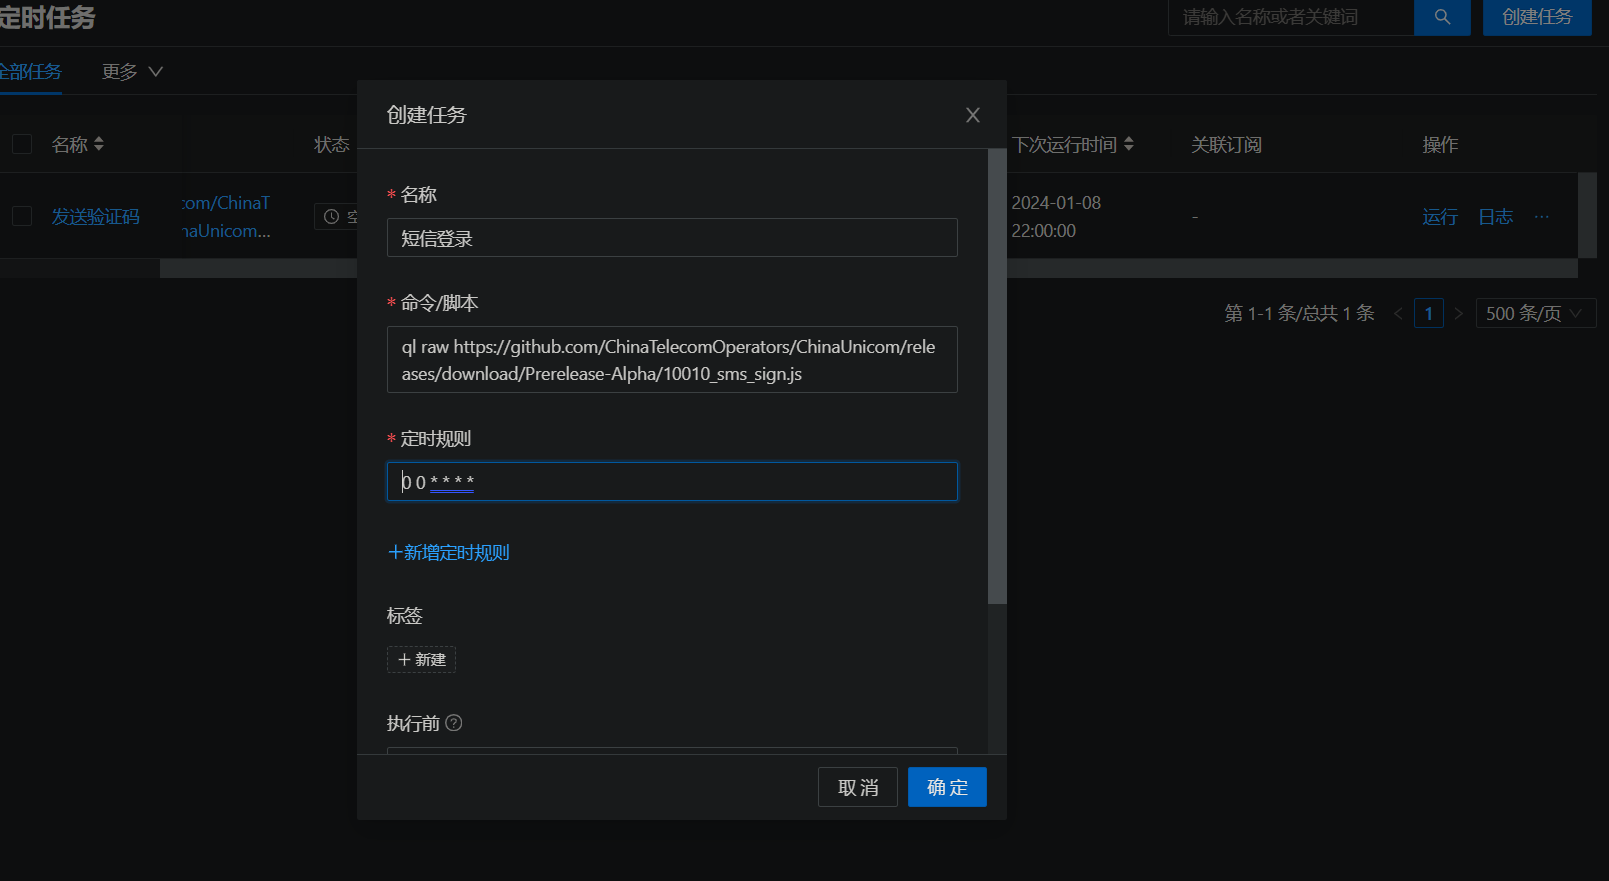 定时任务
请输入名称或者关键词
创建任务
全部任务
更多
名称
状态
下次运行时间
关联订阅
操作
发送验证码
com/ChinaT
naUnicom...
空
2024-01-08
22:00:00
-
运行
日志
...
第 1-1 条/总共 1 条
1
500 条/页
创建任务
* 名称
短信登录
* 命令/脚本
ql raw https://github.com/ChinaTelecomOperators/ChinaUnicom/rele
ases/download/Prerelease-Alpha/10010_sms_sign.js
* 定时规则
0 0 * * * *
+新增定时规则
标签
+ 新建
执行前 ?
取 消
确 定